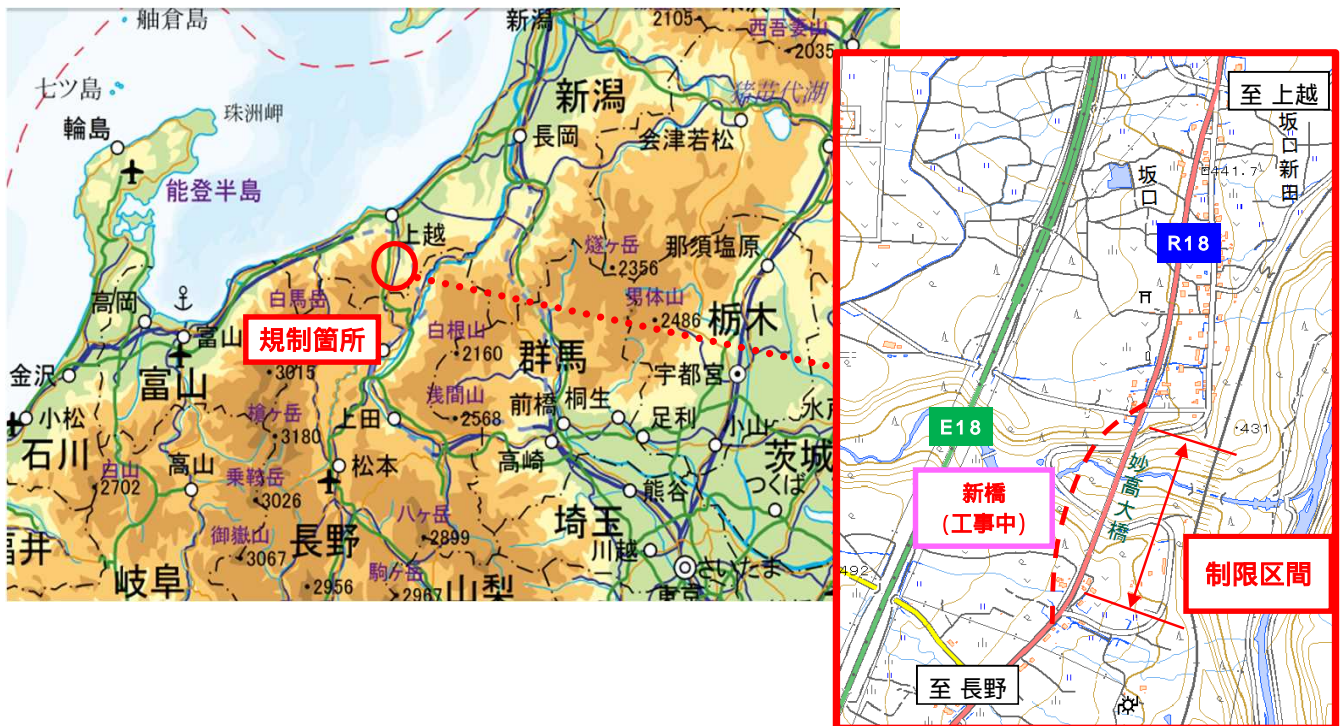 舳倉島
新潟
2105
西吾妻山
2035
七ツ島
珠洲岬
輪島
能登半島
新潟
猪苗代湖
長岡
会津若松
上越
燧ヶ岳
2356
那須塩原
高岡
富山
白馬岳
男体山
2486
栃木
規制箇所
白根山
2160
3015
群馬
宇都宮
金沢
富山
浅間山
2568
前橋
桐生
足利
小松
槍ヶ岳
3180
上田
小山
水戸
石川
白山
2702
高山
乗鞍岳
3026
松本
高崎
茨城
つくば
熊谷
御嶽山
3067
長野
八ヶ岳
2899
埼玉
川越
さいたま
福井
岐阜
2956
駒ヶ岳
2967
山梨
東京
至 上越
坂口新田
441.7
坂口
R18
E18
431
妙高大橋
新橋
(工事中)
制限区間
492
至 長野